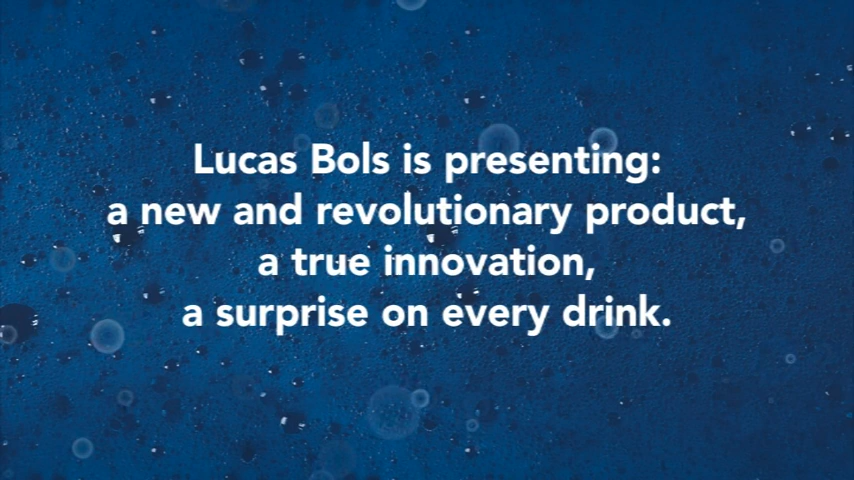 Lucas Bols is presenting:
a new and revolutionary product,
a true innovation,
a surprise on every drink.